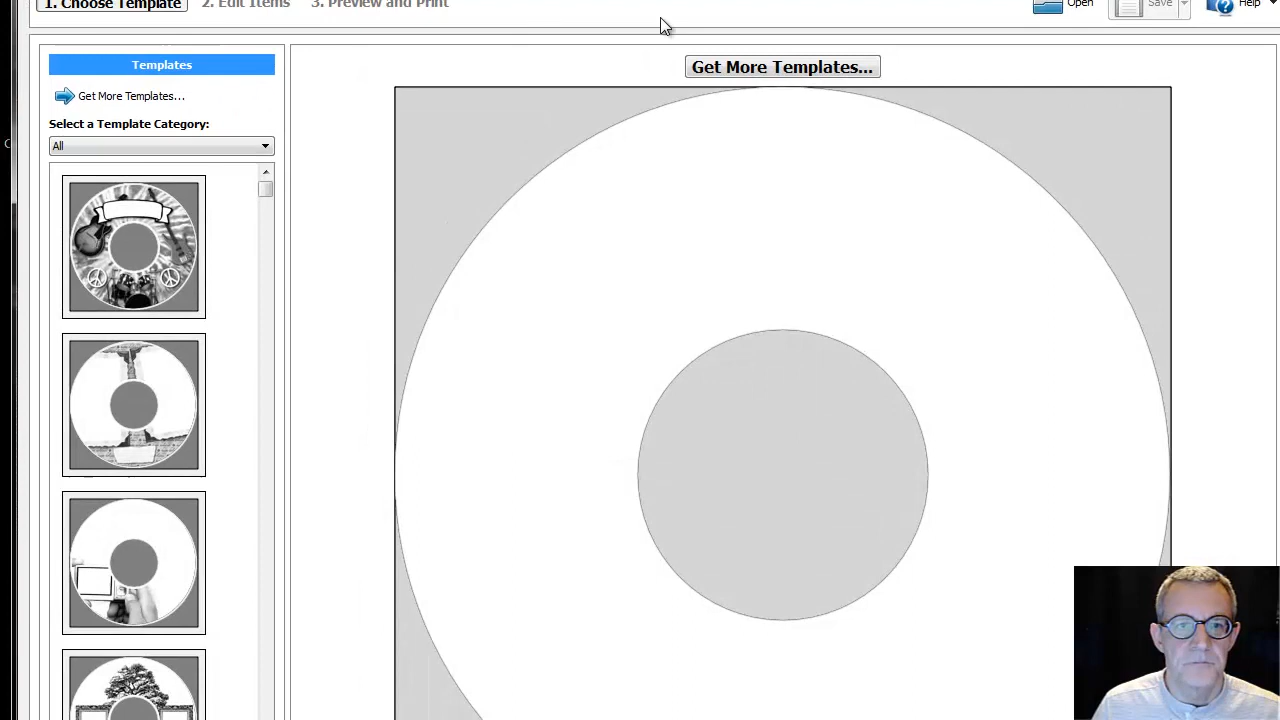 1. Choose Template 2. Edit Items 3. Preview and Print Open Save Help
Templates
Get More Templates...
Get More Templates...
Select a Template Category:
All